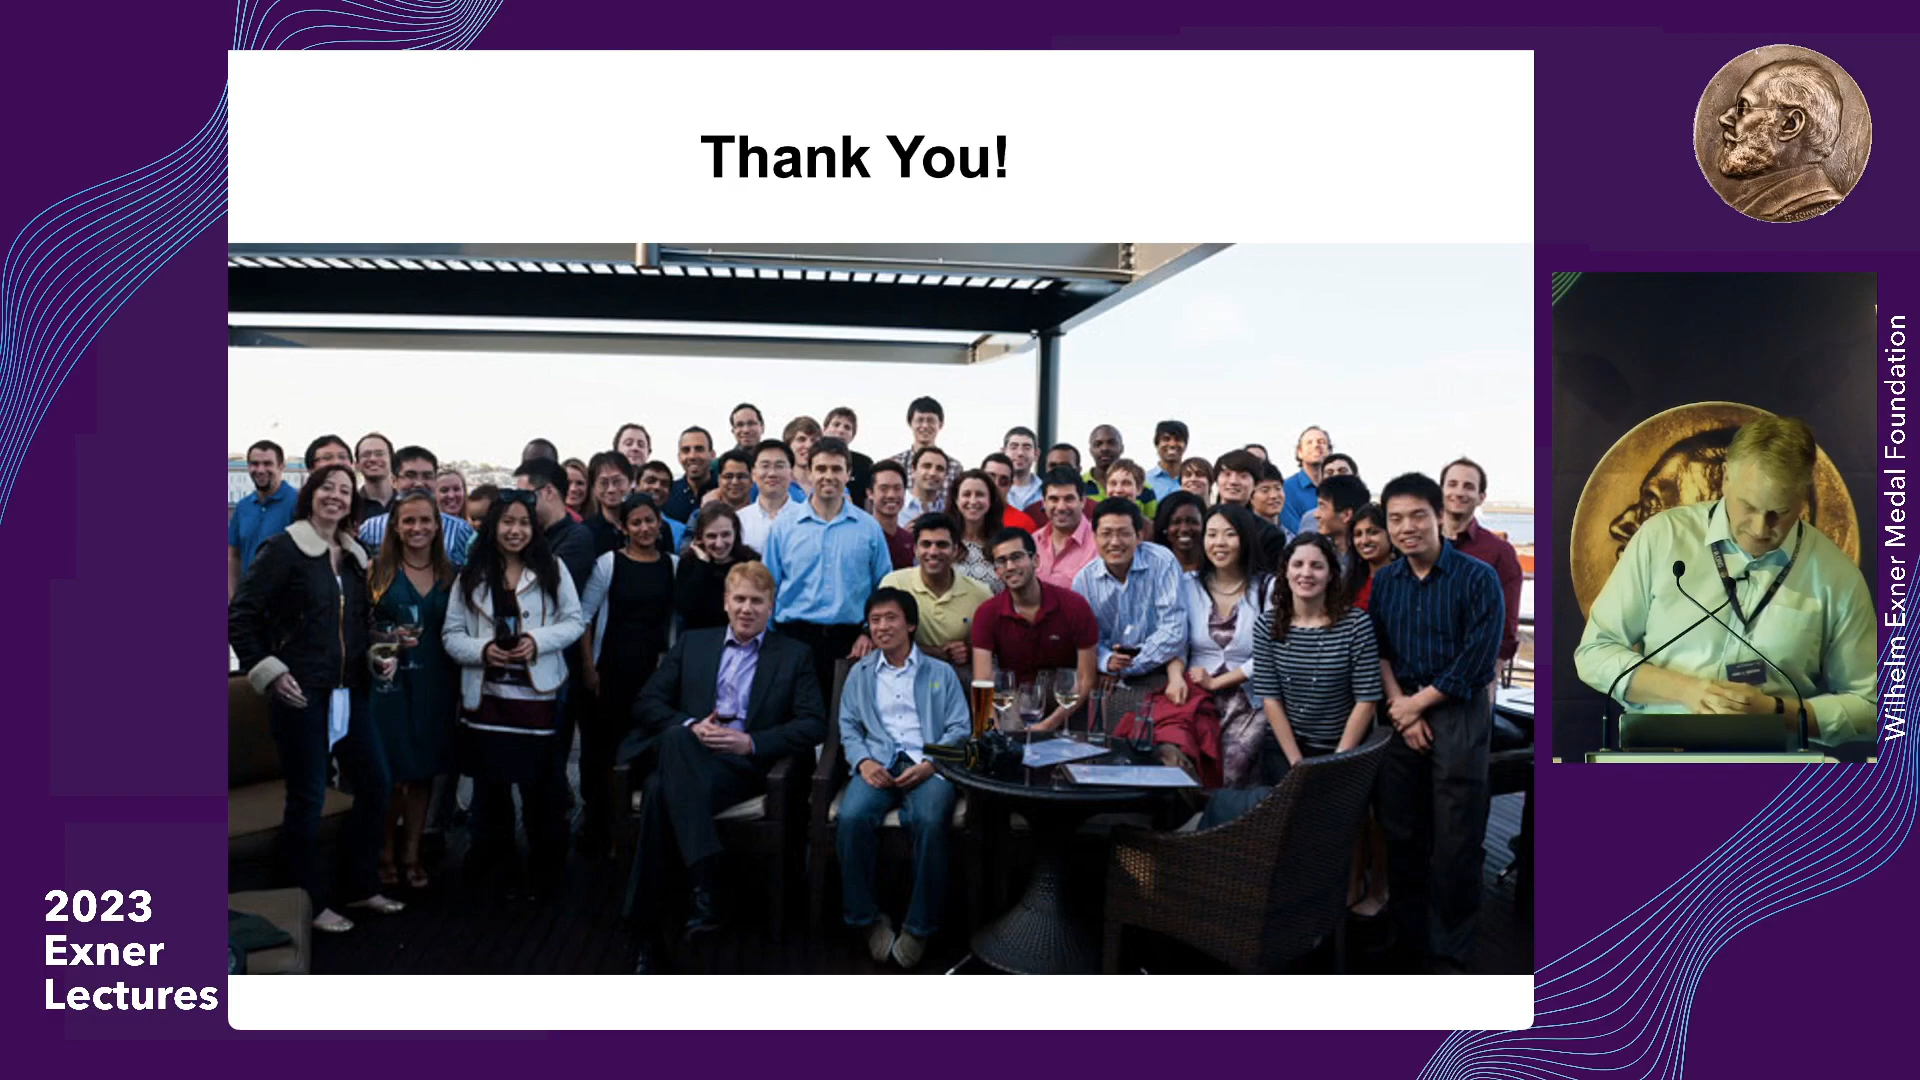 Thank You!
Wilhelm Exner Medal Foundation
2023
Exner
Lectures